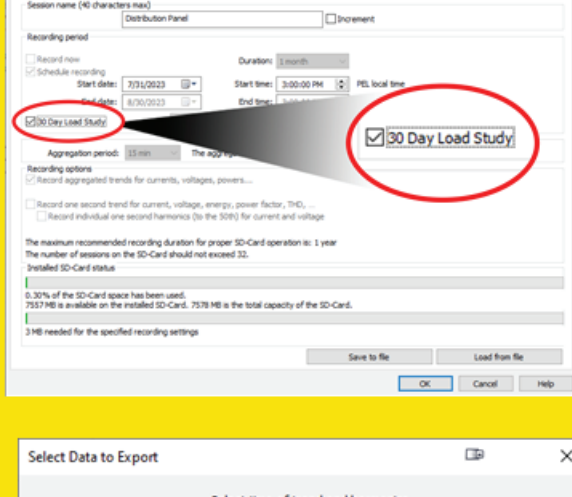 Session name (40 characters max)
Distribution Panel
Increment
Recording period
Record now
Duration: 1 month
Schedule recording
Start date: 7/31/2023 Start time: 3:00:00 PM PEL local time
End date: 8/30/2023 End time: 3:00:00
30 Day Load Study
30 Day Load Study
Aggregation period: 15 min The
Recording options
Record aggregated trends for currents, voltages, powers...
Record one second trend for current, voltage, energy, power factor, THD, ...
Record individual one second harmonics (to the 50th) for current and voltage
The maximum recommended recording duration for proper SD-Card operation is: 1 year
The number of sessions on the SD-Card should not exceed 32.
Installed SD-Card status
0.30% of the SD-Card space has been used.
7557 MB is available on the installed SD-Card. 7578 MB is the total capacity of the SD-Card.
3 MB needed for the specified recording settings
Save to file Load from file
OK Cancel Help
Select Data to Export